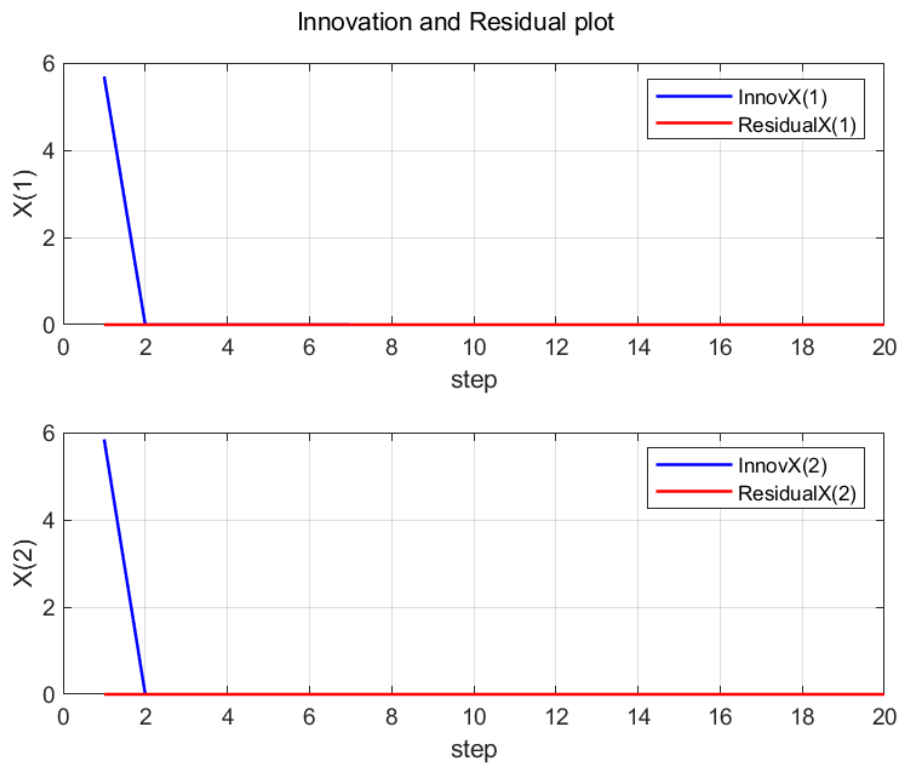 Innovation and Residual plot
6
4
2
0
X(1)
InnovX(1)
ResidualX(1)
0 2 4 6 8 10 12 14 16 18 20
step
6
4
2
0
X(2)
InnovX(2)
ResidualX(2)
0 2 4 6 8 10 12 14 16 18 20
step